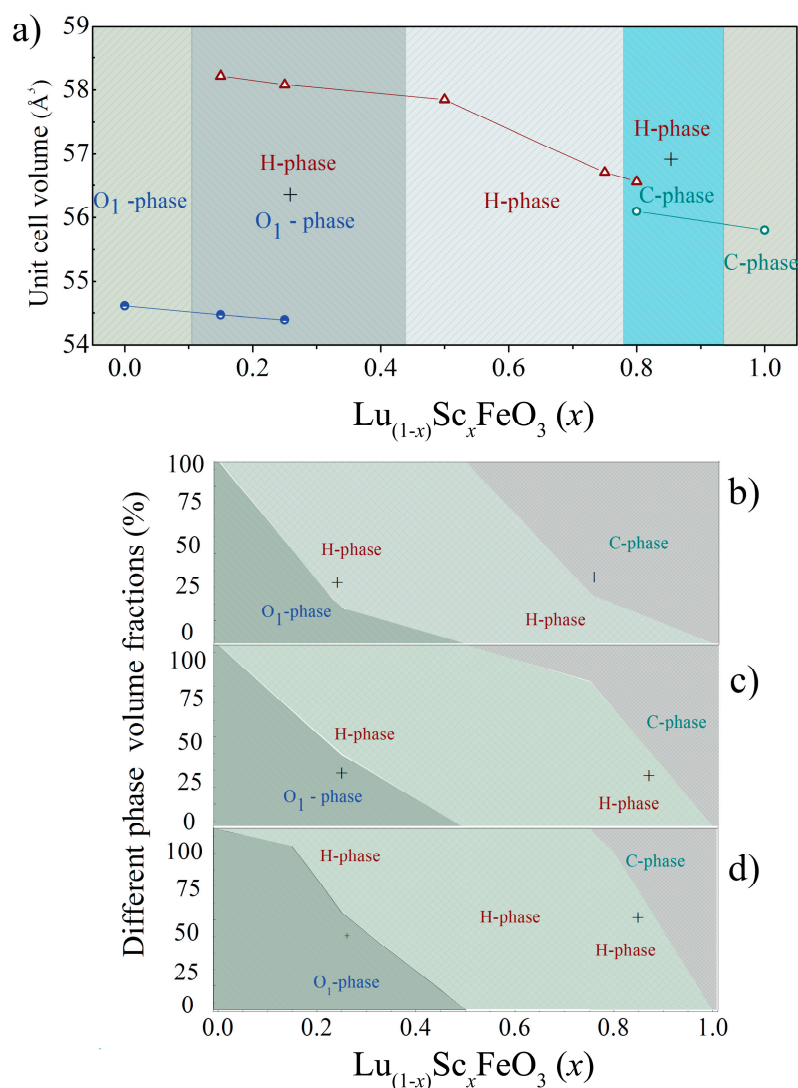 a)
Unit cell volume (Å³)
59
58
57
56
55
54
O1 -phase
H-phase
+
O1 - phase
H-phase
H-phase
+
C-phase
C-phase
0.0 0.2 0.4 0.6 0.8 1.0
Lu(1-x)ScxFeO3 (x)
Different phase volume fractions (%)
b)
100
75
50
25
0
H-phase
+
O1-phase
C-phase
H-phase
c)
100
75
50
25
0
H-phase
+
O1 - phase
C-phase
+
H-phase
d)
100
75
50
25
0
H-phase
+
O1-phase
H-phase
C-phase
+
H-phase
0.0 0.2 0.4 0.6 0.8 1.0
Lu(1-x)ScxFeO3 (x)